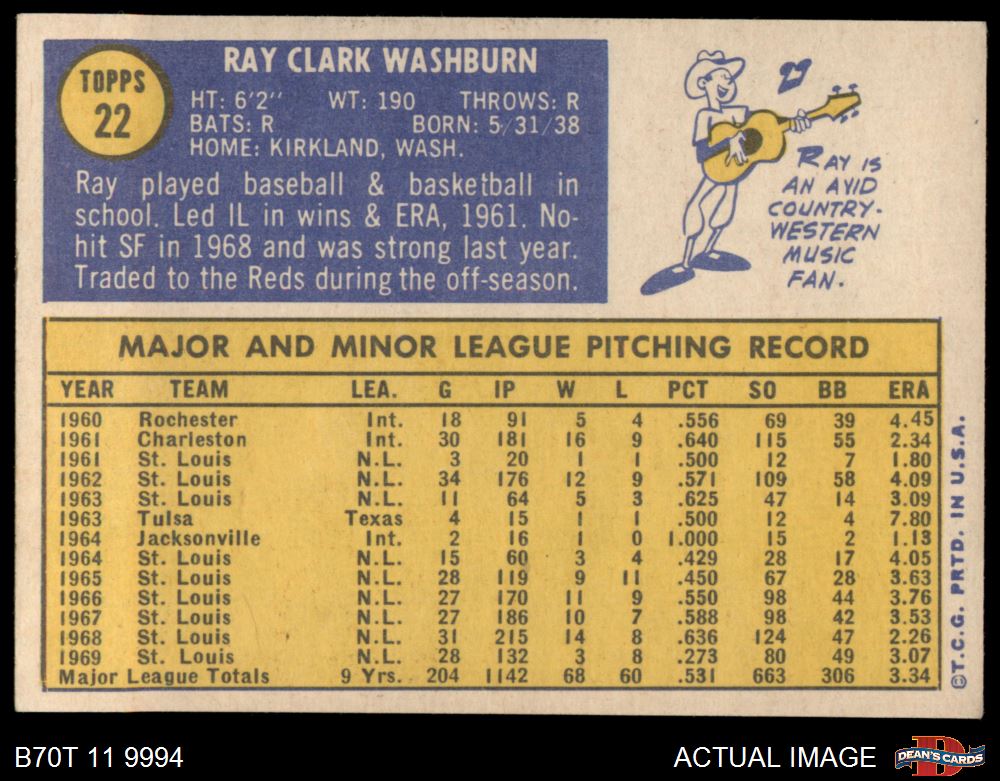 TOPPS
22
RAY CLARK WASHBURN
HT: 6'2" WT: 190 THROWS: R
BATS: R BORN: 5/31/38
HOME: KIRKLAND, WASH.
Ray played baseball & basketball in
school. Led IL in wins & ERA, 1961. No-
hit SF in 1968 and was strong last year.
Traded to the Reds during the off-season.
RAY IS
AN AVID
COUNTRY-
WESTERN
MUSIC
FAN.
MAJOR AND MINOR LEAGUE PITCHING RECORD
YEAR TEAM LEA. G IP W L PCT SO BB ERA
1960 Rochester Int. 18 91 5 4 .556 69 39 4.45
1961 Charleston Int. 30 181 16 9 .640 115 55 2.34
1961 St. Louis N.L. 3 20 1 1 .500 12 7 1.80
1962 St. Louis N.L. 34 176 12 9 .571 109 58 4.09
1963 St. Louis N.L. 11 64 5 3 .625 47 14 3.09
1963 Tulsa Texas 4 15 1 1 .500 12 4 7.80
1964 Jacksonville Int. 2 16 1 0 1.000 15 2 1.13
1964 St. Louis N.L. 15 60 3 4 .429 28 17 4.05
1965 St. Louis N.L. 28 119 9 11 .450 67 28 3.63
1966 St. Louis N.L. 27 170 11 9 .550 98 44 3.76
1967 St. Louis N.L. 27 186 10 7 .588 98 42 3.53
1968 St. Louis N.L. 31 215 14 8 .636 124 47 2.26
1969 St. Louis N.L. 28 132 3 8 .273 80 49 3.07
Major League Totals 9 Yrs. 204 1142 68 60 .531 663 306 3.34
©T.C.G. PRTD. IN U.S.A.
B70T 11 9994
ACTUAL IMAGE
DEAN'S CARDS